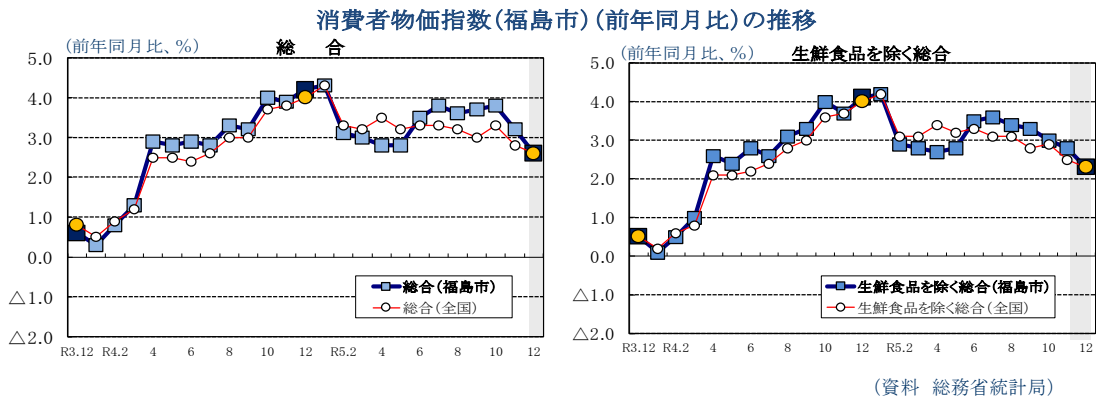 消費者物価指数（福島市）（前年同月比）の推移
（前年同月比、％）
総　合
5.0
4.0
3.0
2.0
1.0
0.0
△1.0
△2.0
総合（福島市）
総合（全国）
R3.12 R4.2 4 6 8 10 12 R5.2 4 6 8 10 12
（前年同月比、％）
生鮮食品を除く総合
5.0
4.0
3.0
2.0
1.0
0.0
△1.0
△2.0
生鮮食品を除く総合（福島市）
生鮮食品を除く総合（全国）
R3.12 R4.2 4 6 8 10 12 R5.2 4 6 8 10 12
（資料　総務省統計局）